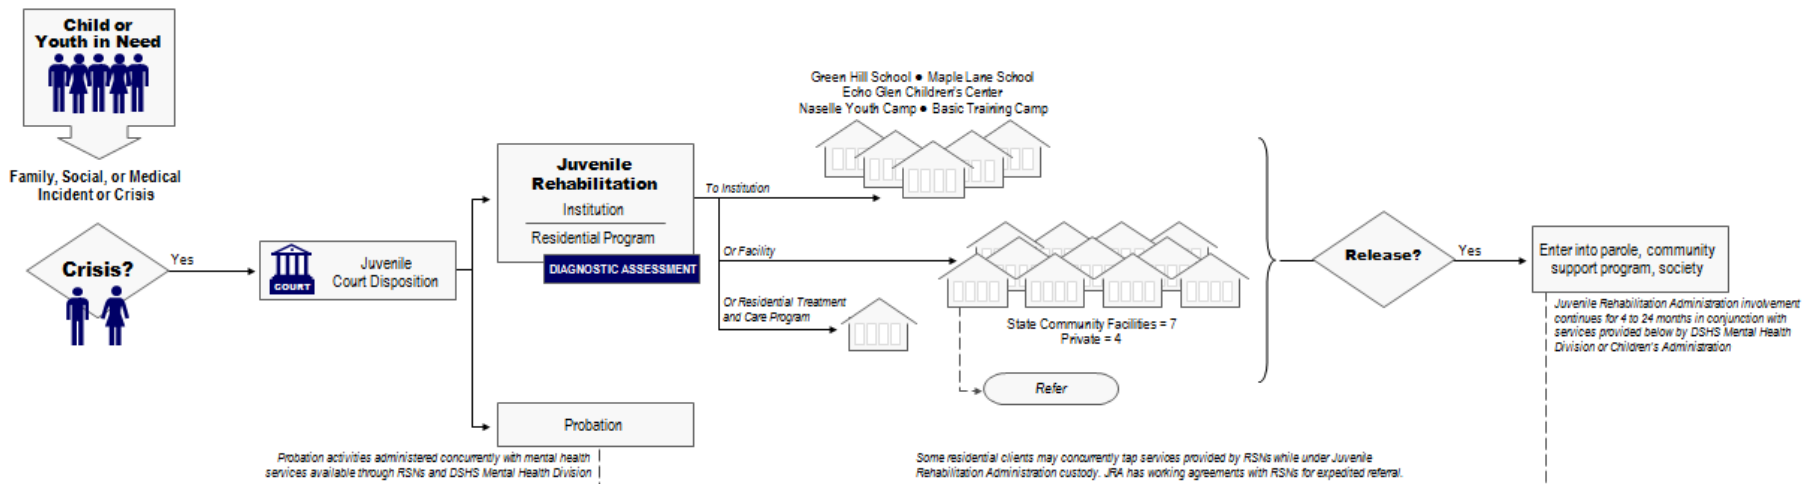 Child or
Youth in Need
Family, Social, or Medical
Incident or Crisis
Crisis?
Yes
COURT
Juvenile
Court Disposition
Juvenile
Rehabilitation
Institution
Residential Program
DIAGNOSTIC ASSESSMENT
Probation
Probation activities administered concurrently with mental health
services available through RSNs and DSHS Mental Health Division
To Institution
Or Facility
Or Residential Treatment
and Care Program
Green Hill School ● Maple Lane School
Echo Glen Children's Center
Naselle Youth Camp ● Basic Training Camp
State Community Facilities = 7
Private = 4
Refer
Some residential clients may concurrently tap services provided by RSNs while under Juvenile
Rehabilitation Administration custody. JRA has working agreements with RSNs for expedited referral.
Release?
Yes
Enter into parole, community
support program, society
Juvenile Rehabilitation Administration involvement
continues for 4 to 24 months in conjunction with
services provided below by DSHS Mental Health
Division or Children's Administration